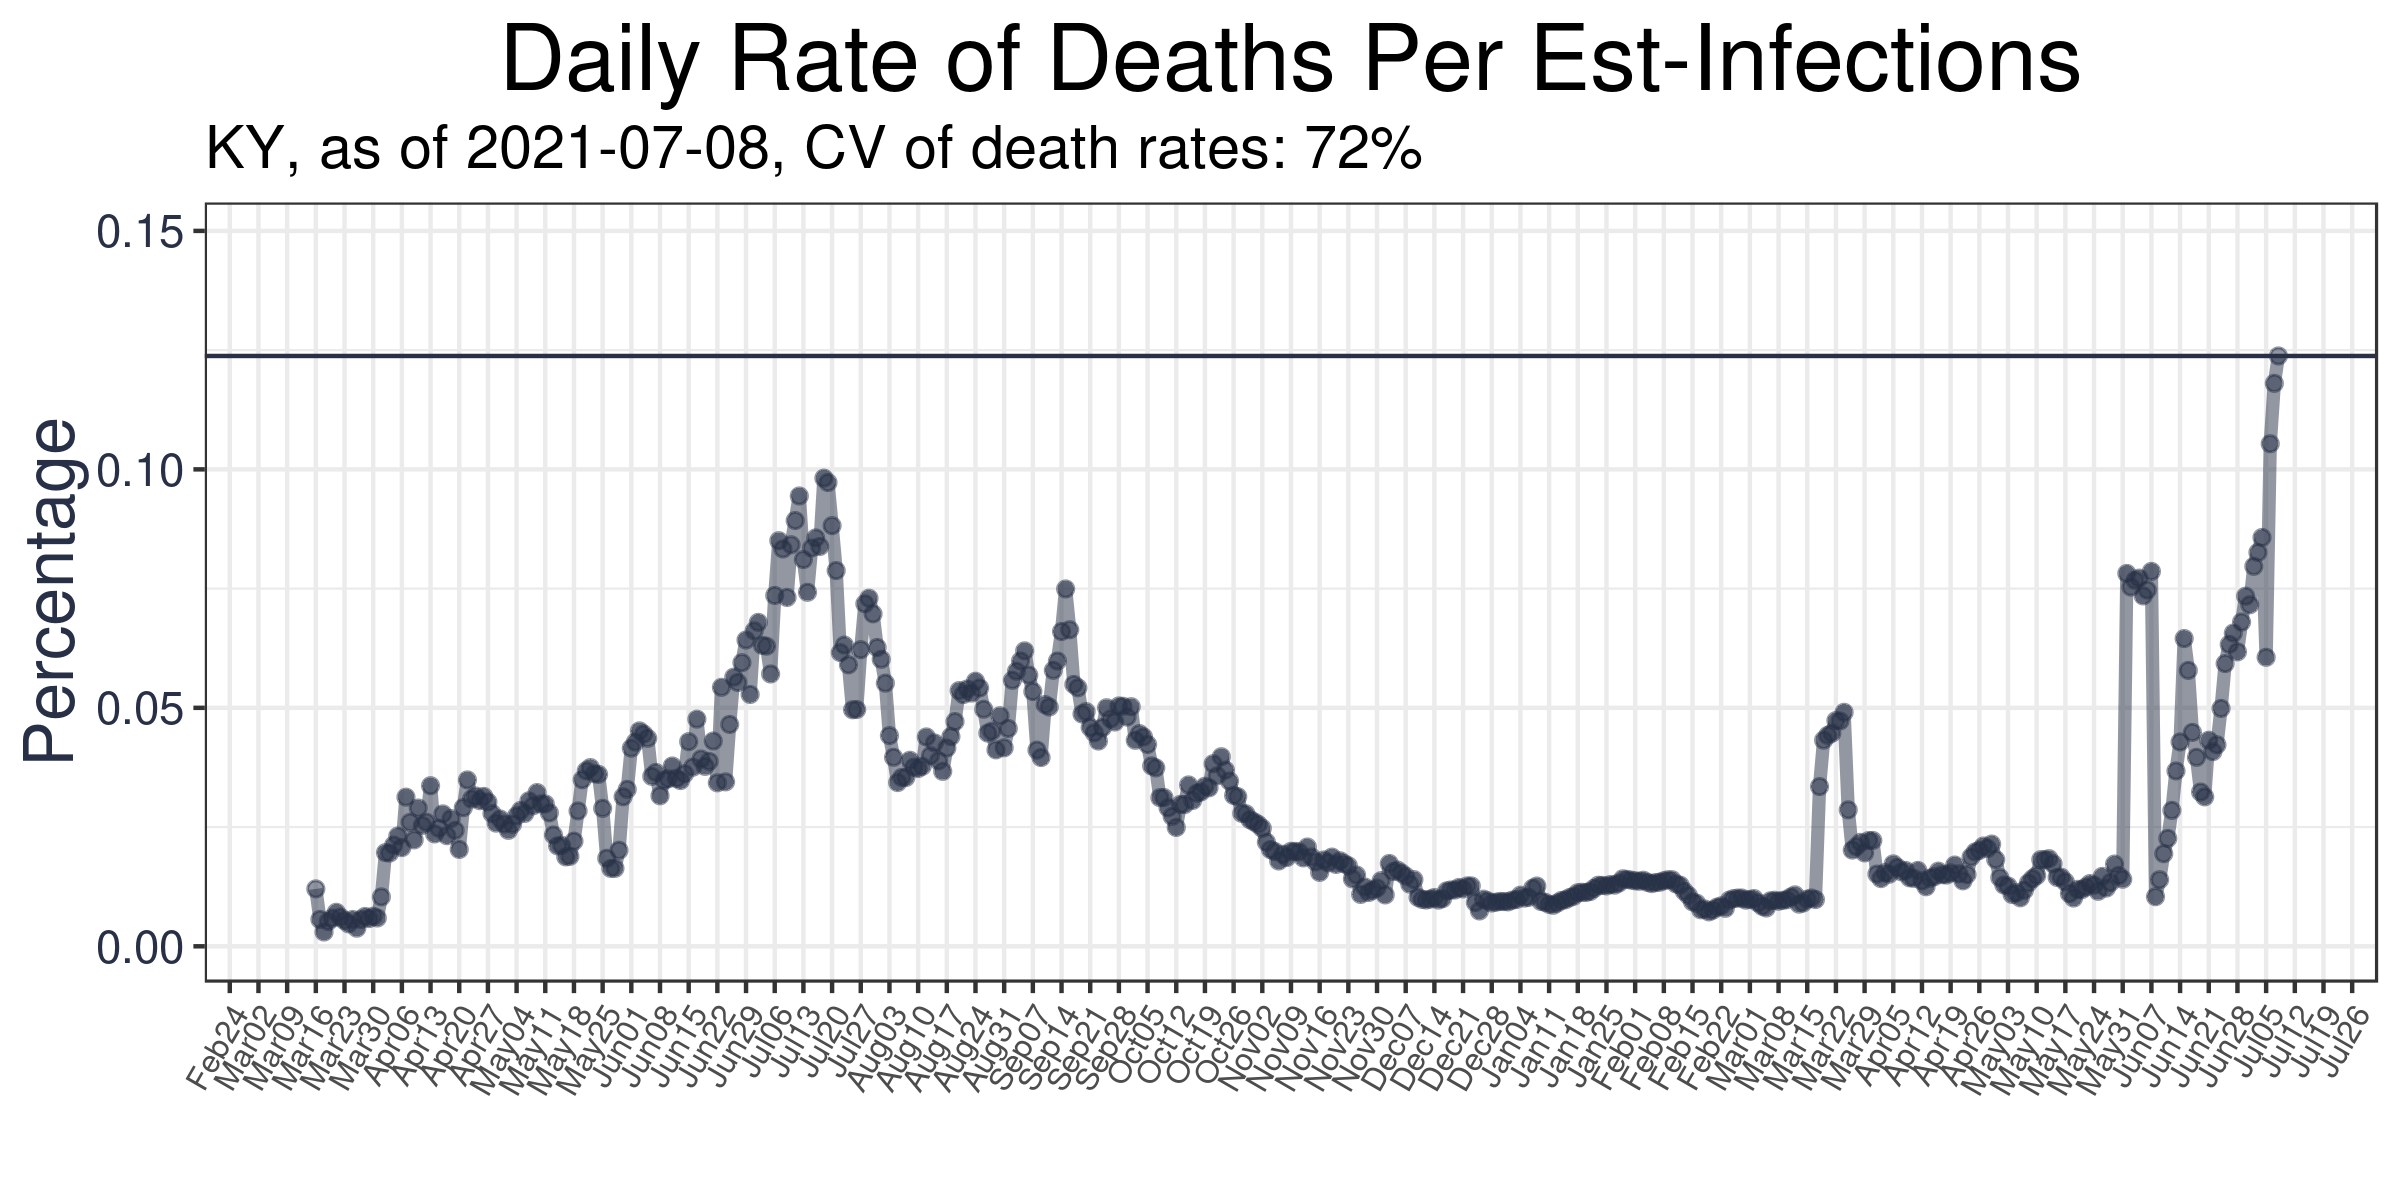 Daily Rate of Deaths Per Est-Infections
KY, as of 2021-07-08, CV of death rates: 72%
Percentage
0.15
0.10
0.05
0.00
Feb24
Mar02
Mar09
Mar16
Mar23
Mar30
Apr06
Apr13
Apr20
Apr27
May04
May11
May18
May25
Jun01
Jun08
Jun15
Jun22
Jun29
Jul06
Jul13
Jul20
Jul27
Aug03
Aug10
Aug17
Aug24
Aug31
Sep07
Sep14
Sep21
Sep28
Oct05
Oct12
Oct19
Oct26
Nov02
Nov09
Nov16
Nov23
Nov30
Dec07
Dec14
Dec21
Dec28
Jan04
Jan11
Jan18
Jan25
Feb01
Feb08
Feb15
Feb22
Mar01
Mar08
Mar15
Mar22
Mar29
Apr05
Apr12
Apr19
Apr26
May03
May10
May17
May24
May31
Jun07
Jun14
Jun21
Jun28
Jul05
Jul12
Jul19
Jul26